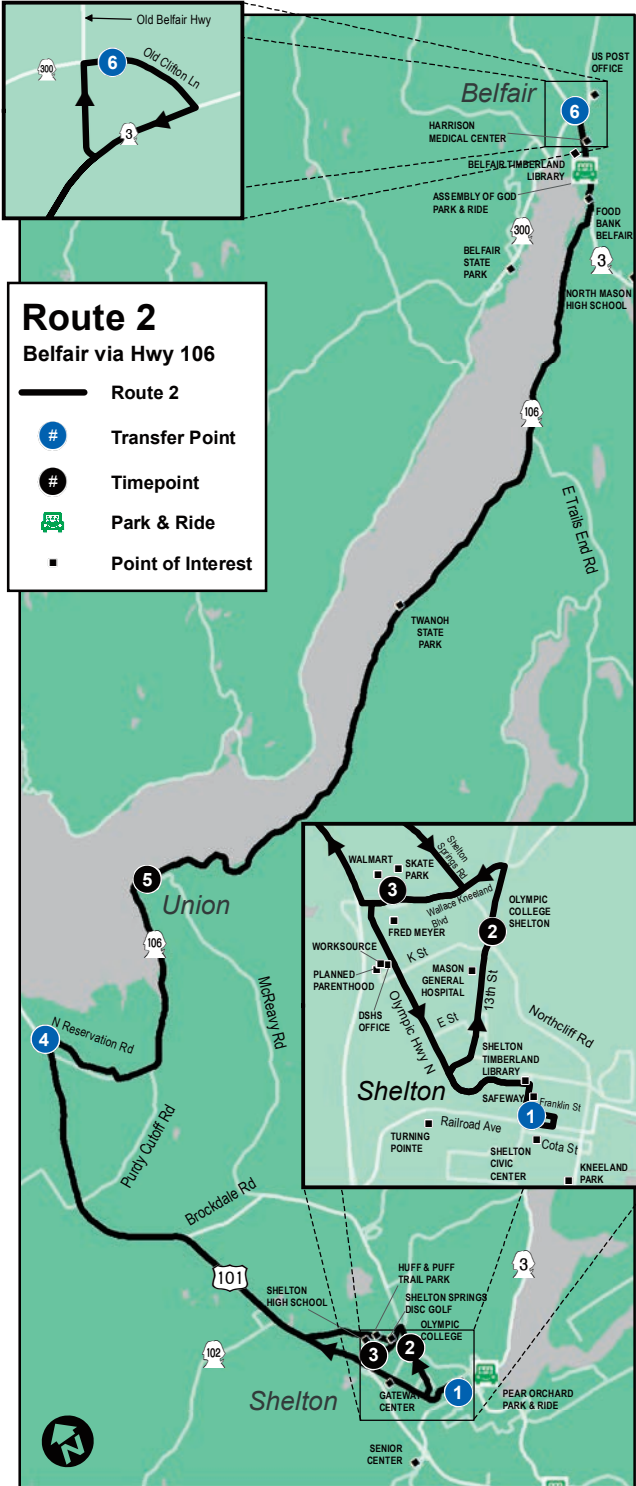 Old Belfair Hwy
300
6
Old Clifton Ln
3
US POST
OFFICE
Belfair
6
HARRISON
MEDICAL CENTER
BELFAIR TIMBERLAND
LIBRARY
ASSEMBLY OF GOD
PARK & RIDE
FOOD
BANK
BELFAIR
300
3
BELFAIR
STATE
PARK
NORTH MASON
HIGH SCHOOL
Route 2
Belfair via Hwy 106
Route 2
# Transfer Point
# Timepoint
Park & Ride
Point of Interest
106
E Trails End Rd
TWANOH
STATE
PARK
5
Union
106
McReavy Rd
N Reservation Rd
4
Purdy Cutoff Rd
Brockdale Rd
101
102
WALMART
SKATE
PARK
Shelton
Springs Rd
3
Wallace Kneeland
Blvd
FRED MEYER
OLYMPIC
COLLEGE
SHELTON
2
WORKSOURCE
K St
PLANNED
PARENTHOOD
DSHS
OFFICE
MASON
GENERAL
HOSPITAL
13th St
Olympic Hwy N
E St
Northcliff Rd
SHELTON
TIMBERLAND
LIBRARY
Shelton
SAFEWAY
Franklin St
1
Railroad Ave
TURNING
POINTE
SHELTON
CIVIC
CENTER
Cota St
KNEELAND
PARK
3
HUFF & PUFF
TRAIL PARK
SHELTON
HIGH SCHOOL
SHELTON SPRINGS
DISC GOLF
OLYMPIC
COLLEGE
3
2
1
Shelton
GATEWAY
CENTER
PEAR ORCHARD
PARK & RIDE
SENIOR
CENTER
N